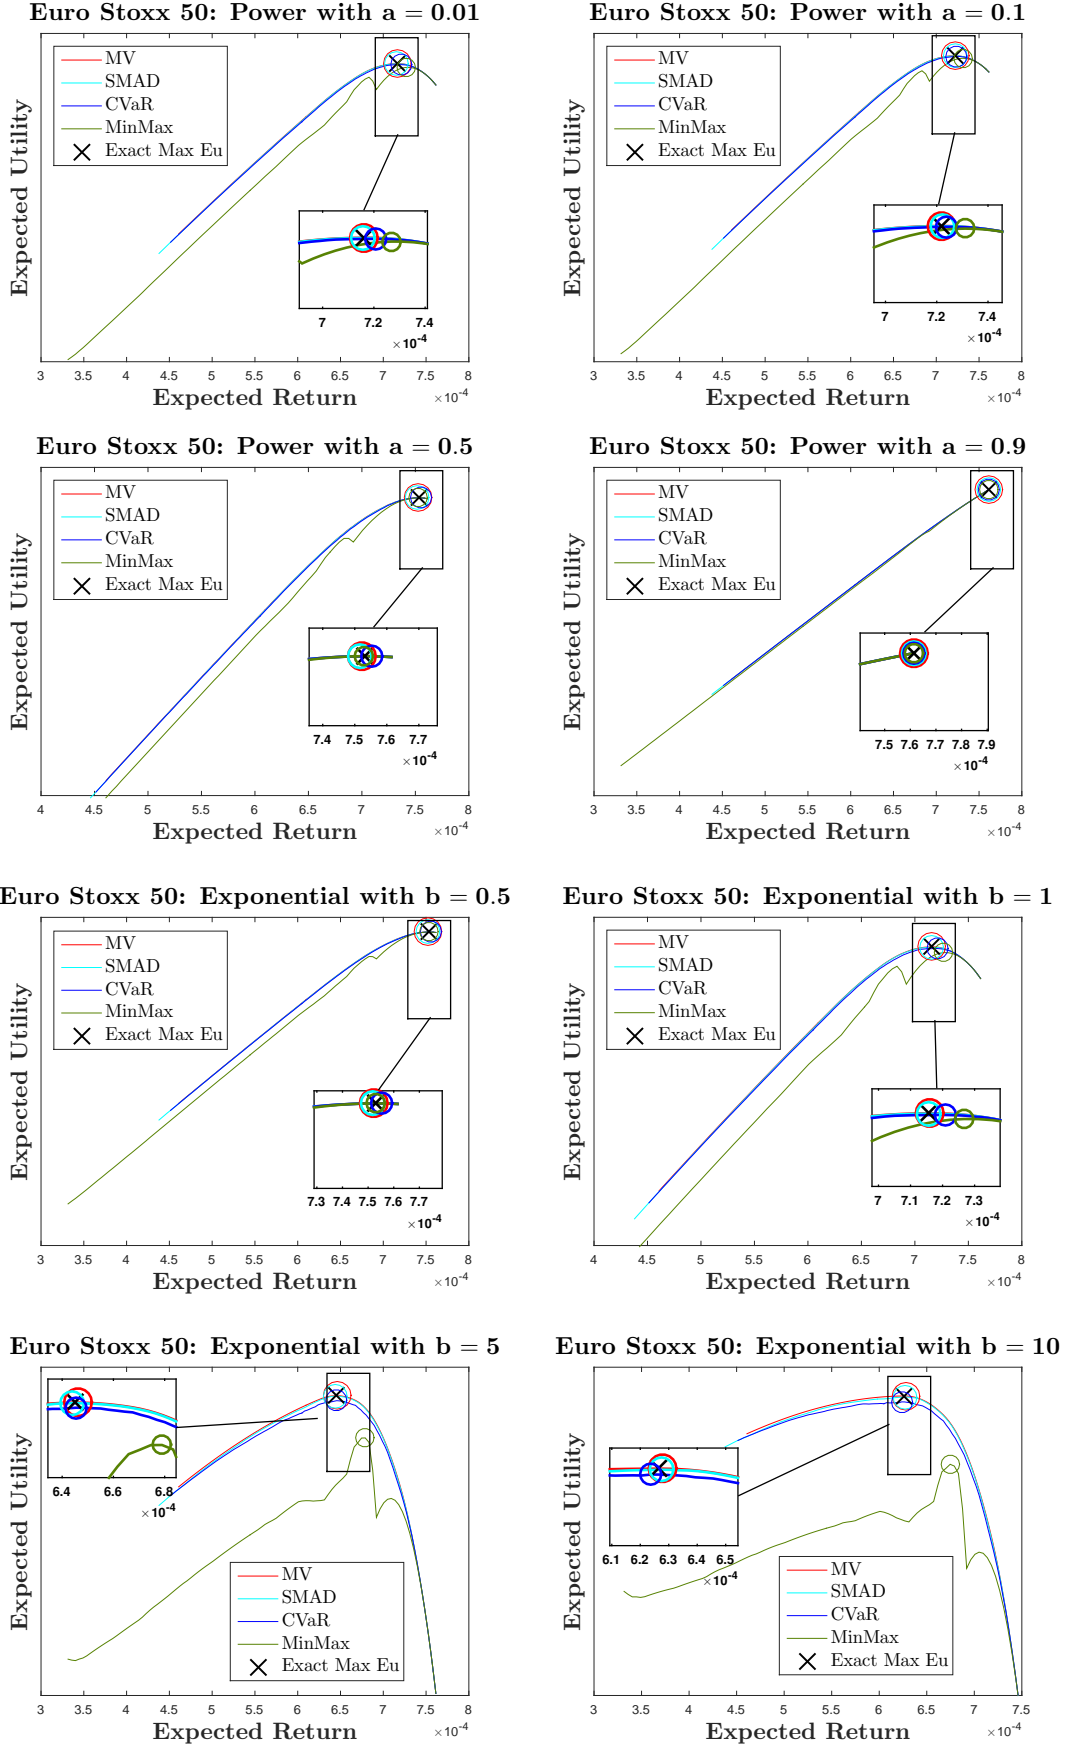 Euro Stoxx 50: Power with a = 0.01
MV
SMAD
CVaR
MinMax
Exact Max Eu
Expected Utility
7 7.2 7.4
×10-4
3 3.5 4 4.5 5 5.5 6 6.5 7 7.5 8
Expected Return
×10-4
Euro Stoxx 50: Power with a = 0.1
MV
SMAD
CVaR
MinMax
Exact Max Eu
Expected Utility
7 7.2 7.4
×10-4
3 3.5 4 4.5 5 5.5 6 6.5 7 7.5 8
Expected Return
×10-4
Euro Stoxx 50: Power with a = 0.5
MV
SMAD
CVaR
MinMax
Exact Max Eu
Expected Utility
7.4 7.5 7.6 7.7
×10-4
4 4.5 5 5.5 6 6.5 7 7.5 8
Expected Return
×10-4
Euro Stoxx 50: Power with a = 0.9
MV
SMAD
CVaR
MinMax
Exact Max Eu
Expected Utility
7.5 7.6 7.7 7.8 7.9
×10-4
3 3.5 4 4.5 5 5.5 6 6.5 7 7.5 8
Expected Return
×10-4
Euro Stoxx 50: Exponential with b = 0.5
MV
SMAD
CVaR
MinMax
Exact Max Eu
Expected Utility
7.3 7.4 7.5 7.6 7.7
×10-4
3 3.5 4 4.5 5 5.5 6 6.5 7 7.5 8
Expected Return
×10-4
Euro Stoxx 50: Exponential with b = 1
MV
SMAD
CVaR
MinMax
Exact Max Eu
Expected Utility
7 7.1 7.2 7.3
×10-4
4 4.5 5 5.5 6 6.5 7 7.5 8
Expected Return
×10-4
Euro Stoxx 50: Exponential with b = 5
6.4 6.6 6.8
×10-4
Expected Utility
MV
SMAD
CVaR
MinMax
Exact Max Eu
3 3.5 4 4.5 5 5.5 6 6.5 7 7.5 8
Expected Return
×10-4
Euro Stoxx 50: Exponential with b = 10
6.1 6.2 6.3 6.4 6.5
×10-4
Expected Utility
MV
SMAD
CVaR
MinMax
Exact Max Eu
3 3.5 4 4.5 5 5.5 6 6.5 7 7.5
Expected Return
×10-4